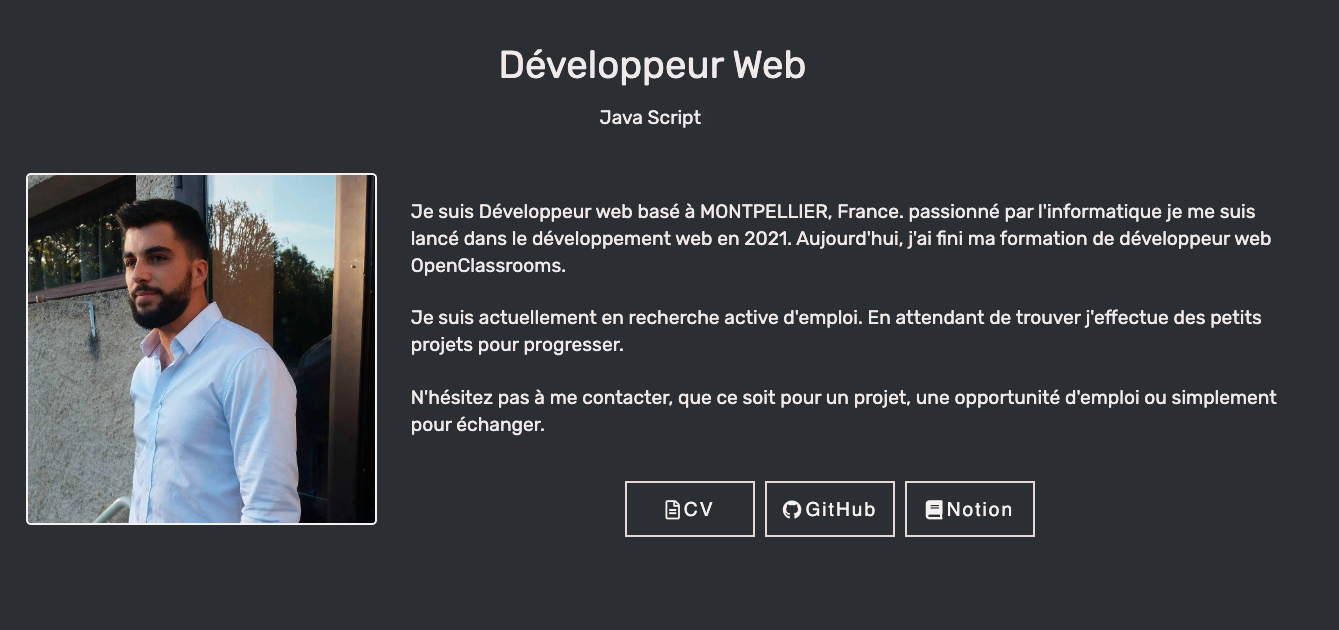 Développeur Web
Java Script
Je suis Développeur web basé à MONTPELLIER, France. passionné par l'informatique je me suis
lancé dans le développement web en 2021. Aujourd'hui, j'ai fini ma formation de développeur web
OpenClassrooms.
Je suis actuellement en recherche active d'emploi. En attendant de trouver j'effectue des petits
projets pour progresser.
N'hésitez pas à me contacter, que ce soit pour un projet, une opportunité d'emploi ou simplement
pour échanger.
CV GitHub Notion